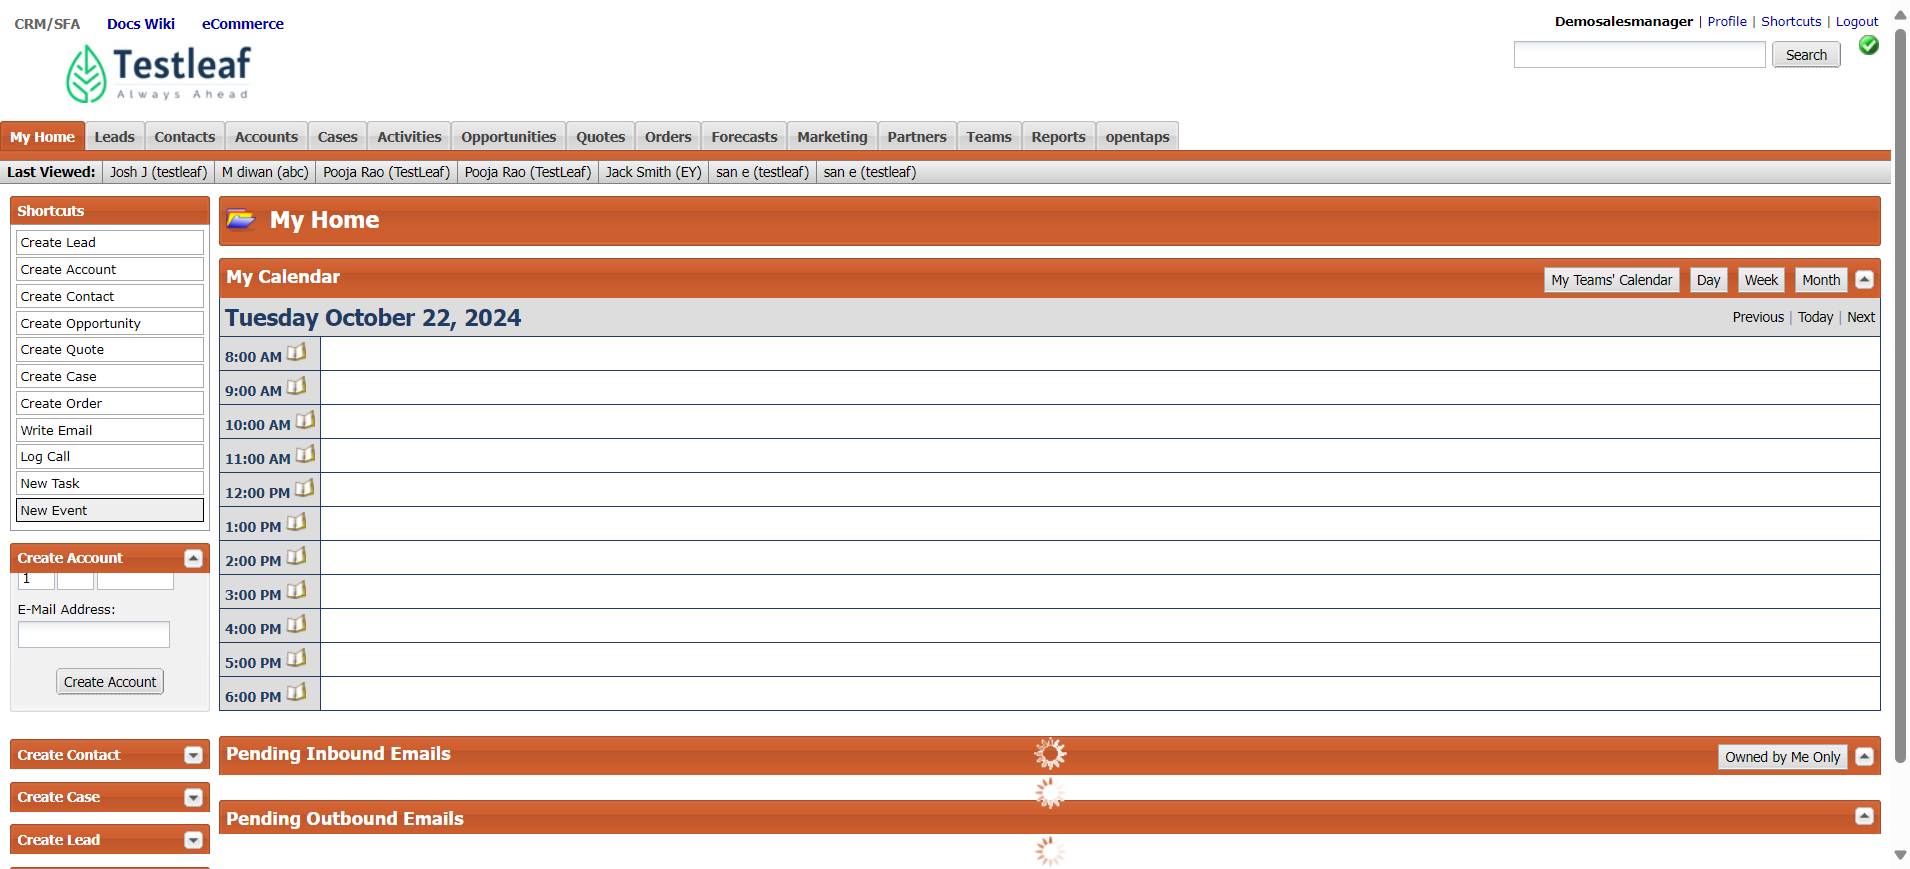 CRM/SFA Docs Wiki eCommerce
Demosalesmanager | Profile | Shortcuts | Logout
Testleaf
Always Ahead
Search
My Home Leads Contacts Accounts Cases Activities Opportunities Quotes Orders Forecasts Marketing Partners Teams Reports opentaps
Last Viewed: Josh J (testleaf) M diwan (abc) Pooja Rao (TestLeaf) Pooja Rao (TestLeaf) Jack Smith (EY) san e (testleaf) san e (testleaf)
Shortcuts
Create Lead
Create Account
Create Contact
Create Opportunity
Create Quote
Create Case
Create Order
Write Email
Log Call
New Task
New Event
Create Account
1
E-Mail Address:
Create Account
Create Contact
Create Case
Create Lead
My Home
My Calendar
My Teams' Calendar Day Week Month
Tuesday October 22, 2024
Previous | Today | Next
8:00 AM
9:00 AM
10:00 AM
11:00 AM
12:00 PM
1:00 PM
2:00 PM
3:00 PM
4:00 PM
5:00 PM
6:00 PM
Pending Inbound Emails
Owned by Me Only
Pending Outbound Emails